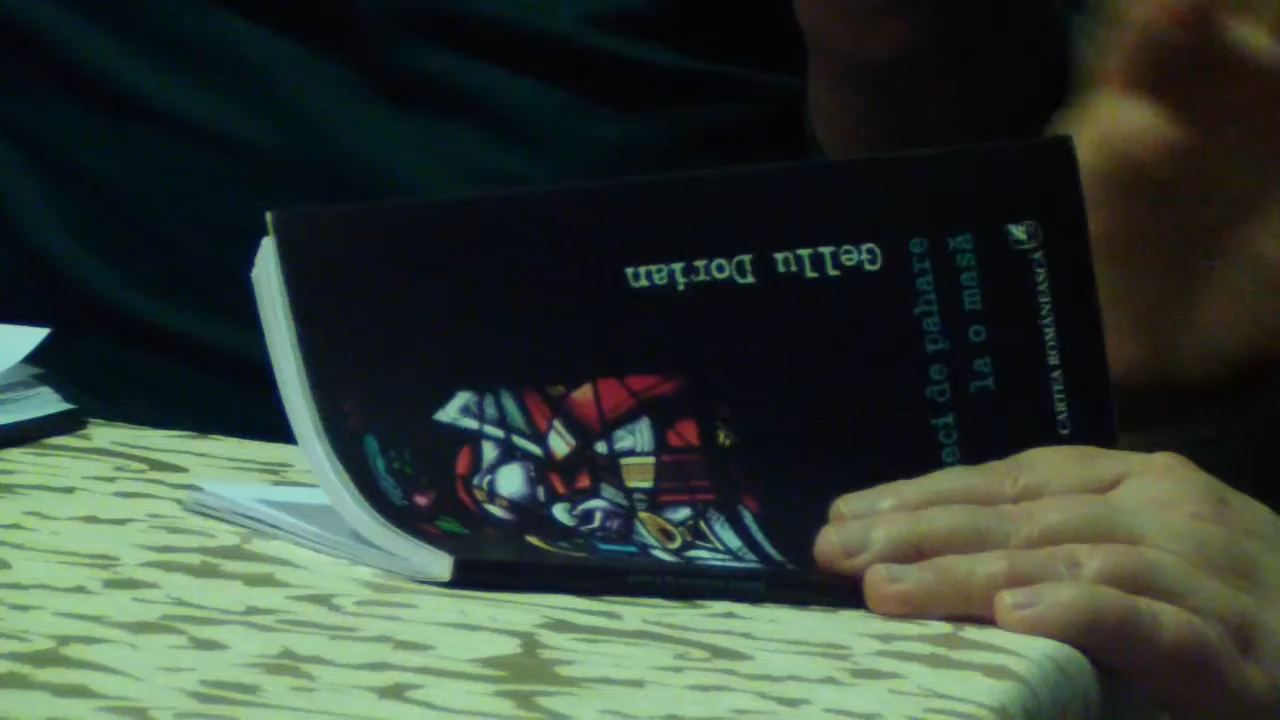 Gellu Dorian
eci de pahare
la o masă
CARTEA ROMÂNEASCĂ